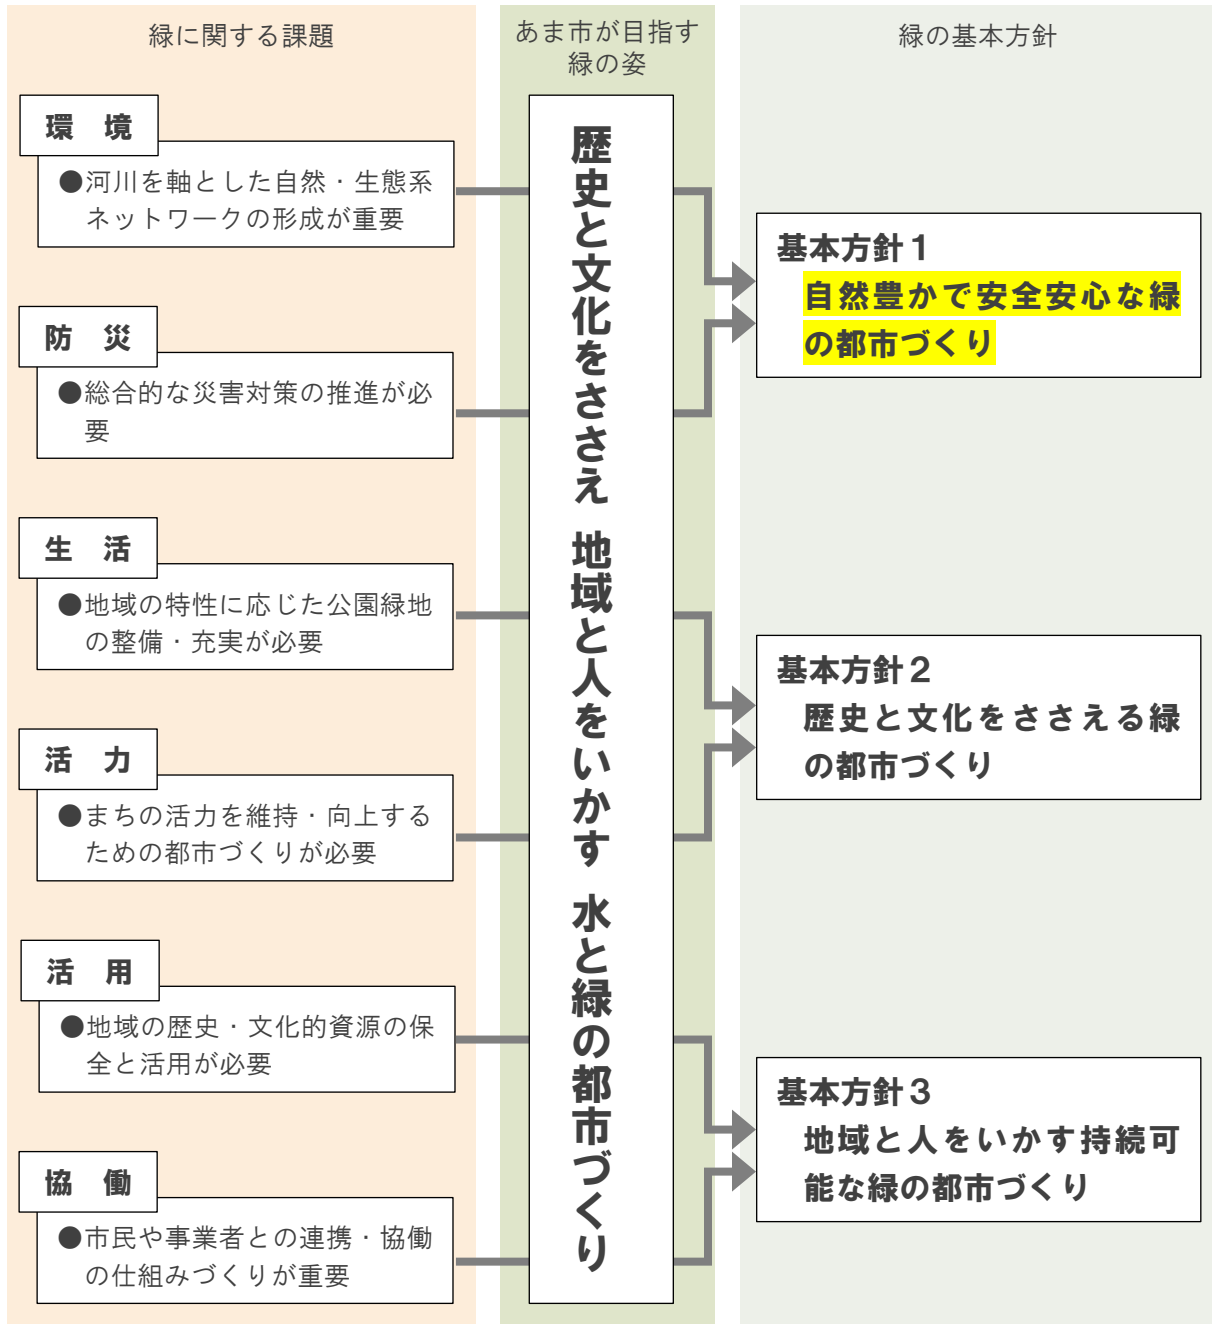 緑に関する課題
環 境
●河川を軸とした自然・生態系
ネットワークの形成が重要
防 災
●総合的な災害対策の推進が必
要
生 活
●地域の特性に応じた公園緑地
の整備・充実が必要
活 力
●まちの活力を維持・向上する
ための都市づくりが必要
活 用
●地域の歴史・文化的資源の保
全と活用が必要
協 働
●市民や事業者との連携・協働
の仕組みづくりが重要
あま市が目指す
緑の姿
歴史と文化をささえ 地域と人をいかす 水と緑の都市づくり
緑の基本方針
基本方針１
自然豊かで安全安心な緑
の都市づくり
基本方針２
歴史と文化をささえる緑
の都市づくり
基本方針３
地域と人をいかす持続可
能な緑の都市づくり